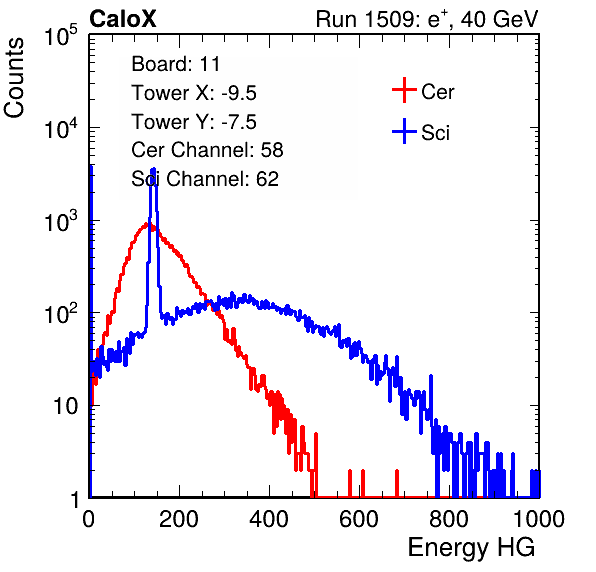 CaloX Run 1509: e⁺, 40 GeV
Counts
10⁵
10⁴
10³
10²
10
1
Board: 11
Tower X: -9.5
Tower Y: -7.5
Cer Channel: 58
Sci Channel: 62
Cer
Sci
0 200 400 600 800 1000
Energy HG